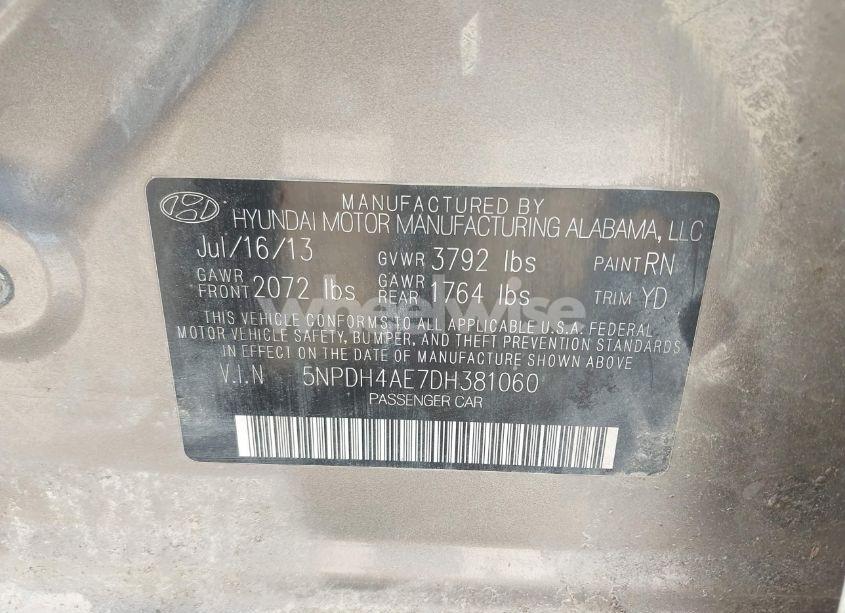 MANUFACTURED BY
HYUNDAI MOTOR MANUFACTURING ALABAMA, LLC
Jul/16/13 GVWR 3792 lbs PAINT RN
GAWR FRONT 2072 lbs GAWR REAR 1764 lbs TRIM YD
wheelwise
THIS VEHICLE CONFORMS TO ALL APPLICABLE U.S.A. FEDERAL
MOTOR VEHICLE SAFETY, BUMPER, AND THEFT PREVENTION STANDARDS
IN EFFECT ON THE DATE OF MANUFACTURE SHOWN ABOVE
V.I.N 5NPDH4AE7DH381060
PASSENGER CAR